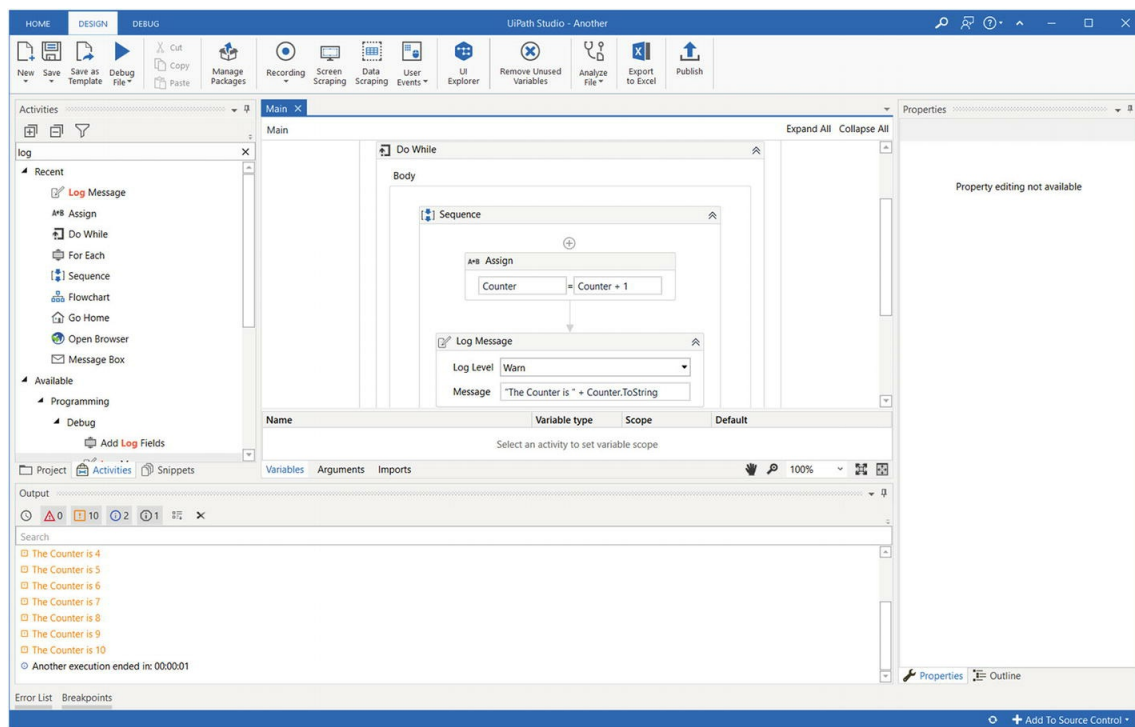 HOME DESIGN DEBUG UiPath Studio - Another
New Save Save as Template Debug File Cut Copy Paste Manage Packages Recording Screen Scraping Data Scraping User Events UI Explorer Remove Unused Variables Analyze File Export to Excel Publish
Activities
log
Recent
Log Message
A*B Assign
Do While
For Each
Sequence
Flowchart
Go Home
Open Browser
Message Box
Available
Programming
Debug
Add Log Fields
Project Activities Snippets
Main
Main Expand All Collapse All
Do While
Body
Sequence
A*B Assign
Counter = Counter + 1
Log Message
Log Level Warn
Message "The Counter is " + Counter.ToString
Name Variable type Scope Default
Select an activity to set variable scope
Variables Arguments Imports 100%
Properties
Property editing not available
Properties Outline
Output
0 10 2 1
Search
The Counter is 4
The Counter is 5
The Counter is 6
The Counter is 7
The Counter is 8
The Counter is 9
The Counter is 10
Another execution ended in: 00:00:01
Error List Breakpoints
Add To Source Control